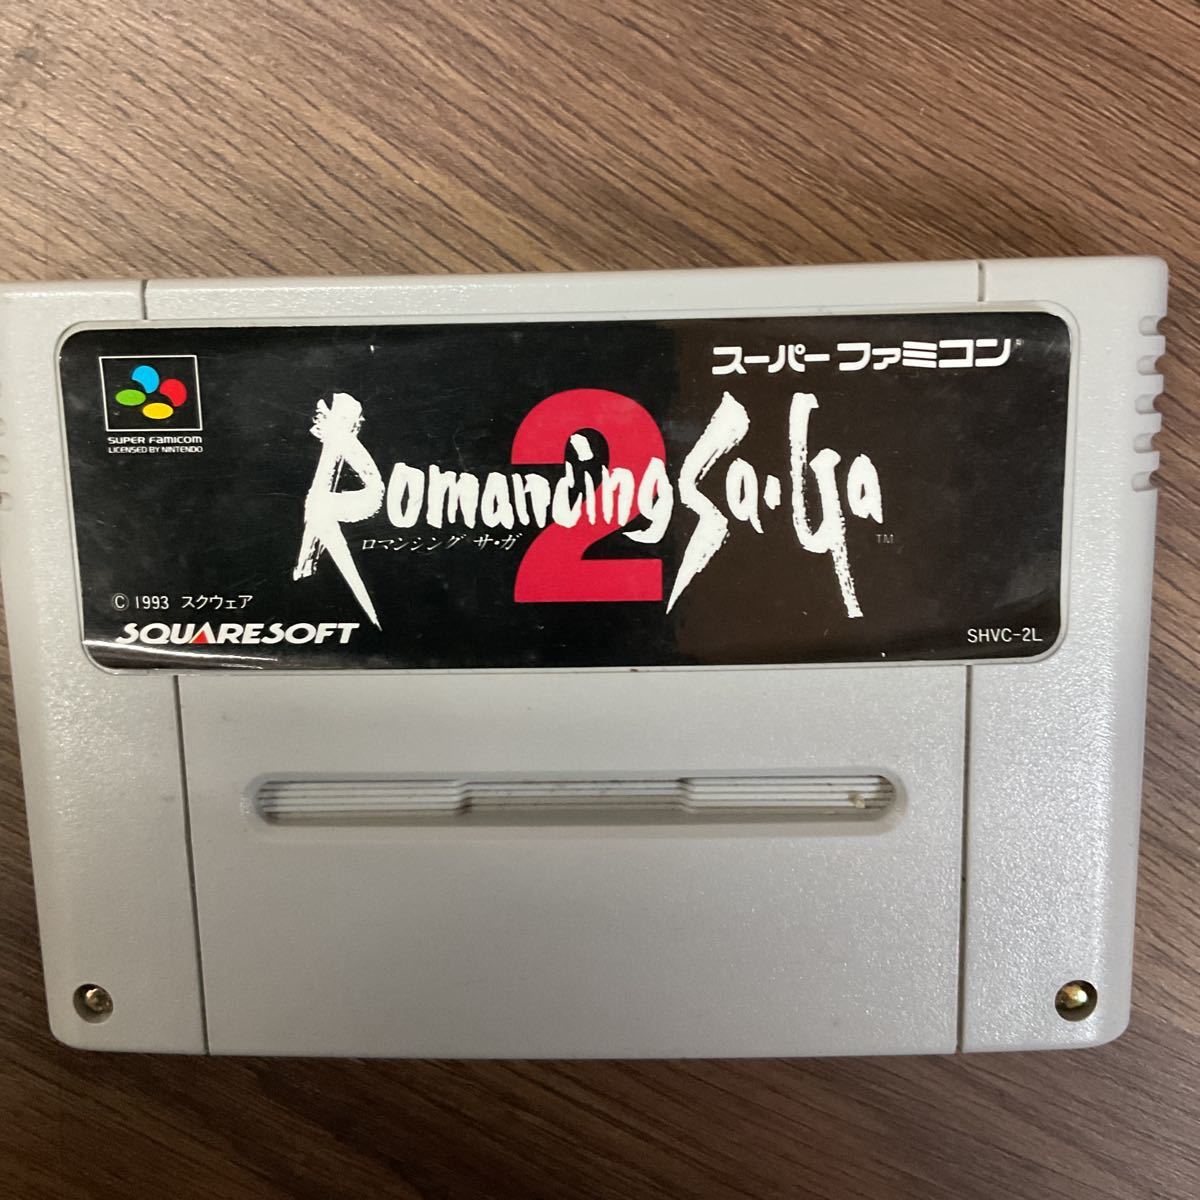 スーパーファミコン
SUPER Famicom
LICENSED BY NINTENDO
Romancing Sa・Ga
2
ロマンシング サ・ガ
TM
© 1993 スクウェア
SQUARESOFT
SHVC-2L